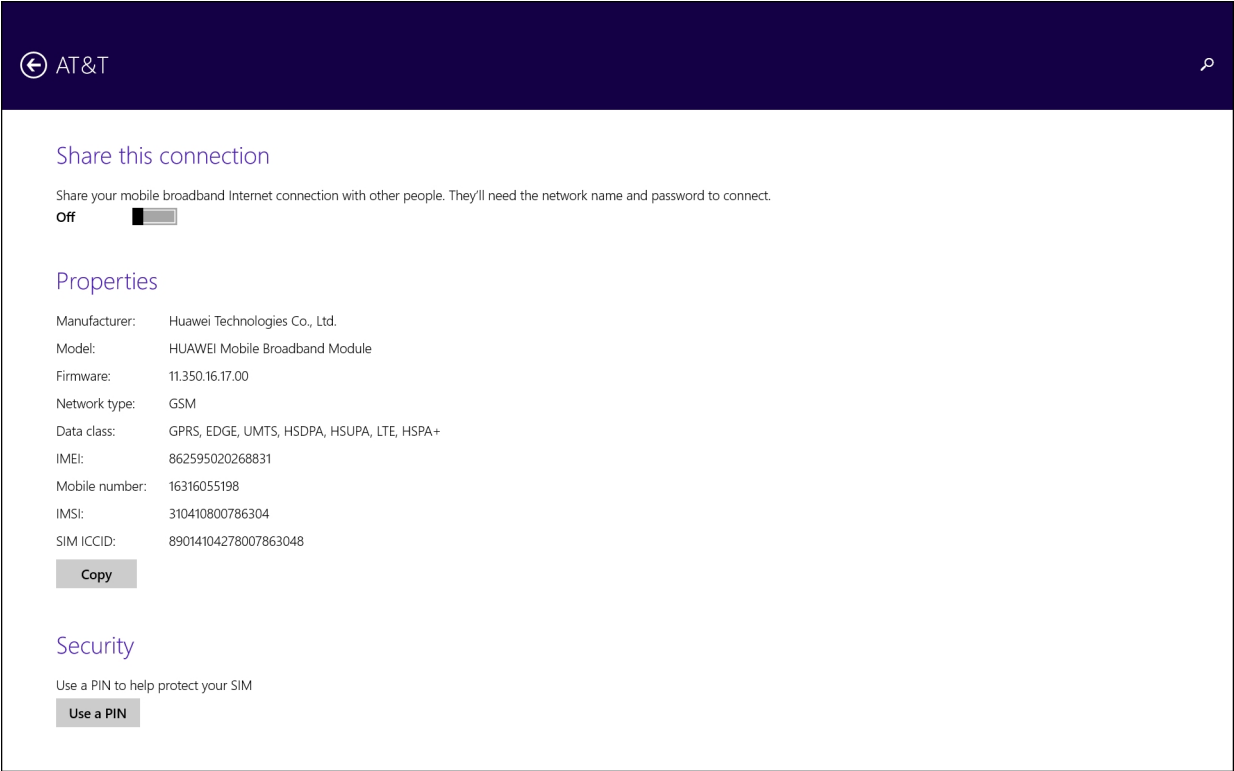 AT&T
Share this connection
Share your mobile broadband Internet connection with other people. They'll need the network name and password to connect.
Off
Properties
Manufacturer: Huawei Technologies Co., Ltd.
Model: HUAWEI Mobile Broadband Module
Firmware: 11.350.16.17.00
Network type: GSM
Data class: GPRS, EDGE, UMTS, HSDPA, HSUPA, LTE, HSPA+
IMEI: 862595020268831
Mobile number: 16316055198
IMSI: 310410800786304
SIM ICCID: 89014104278007863048
Copy
Security
Use a PIN to help protect your SIM
Use a PIN